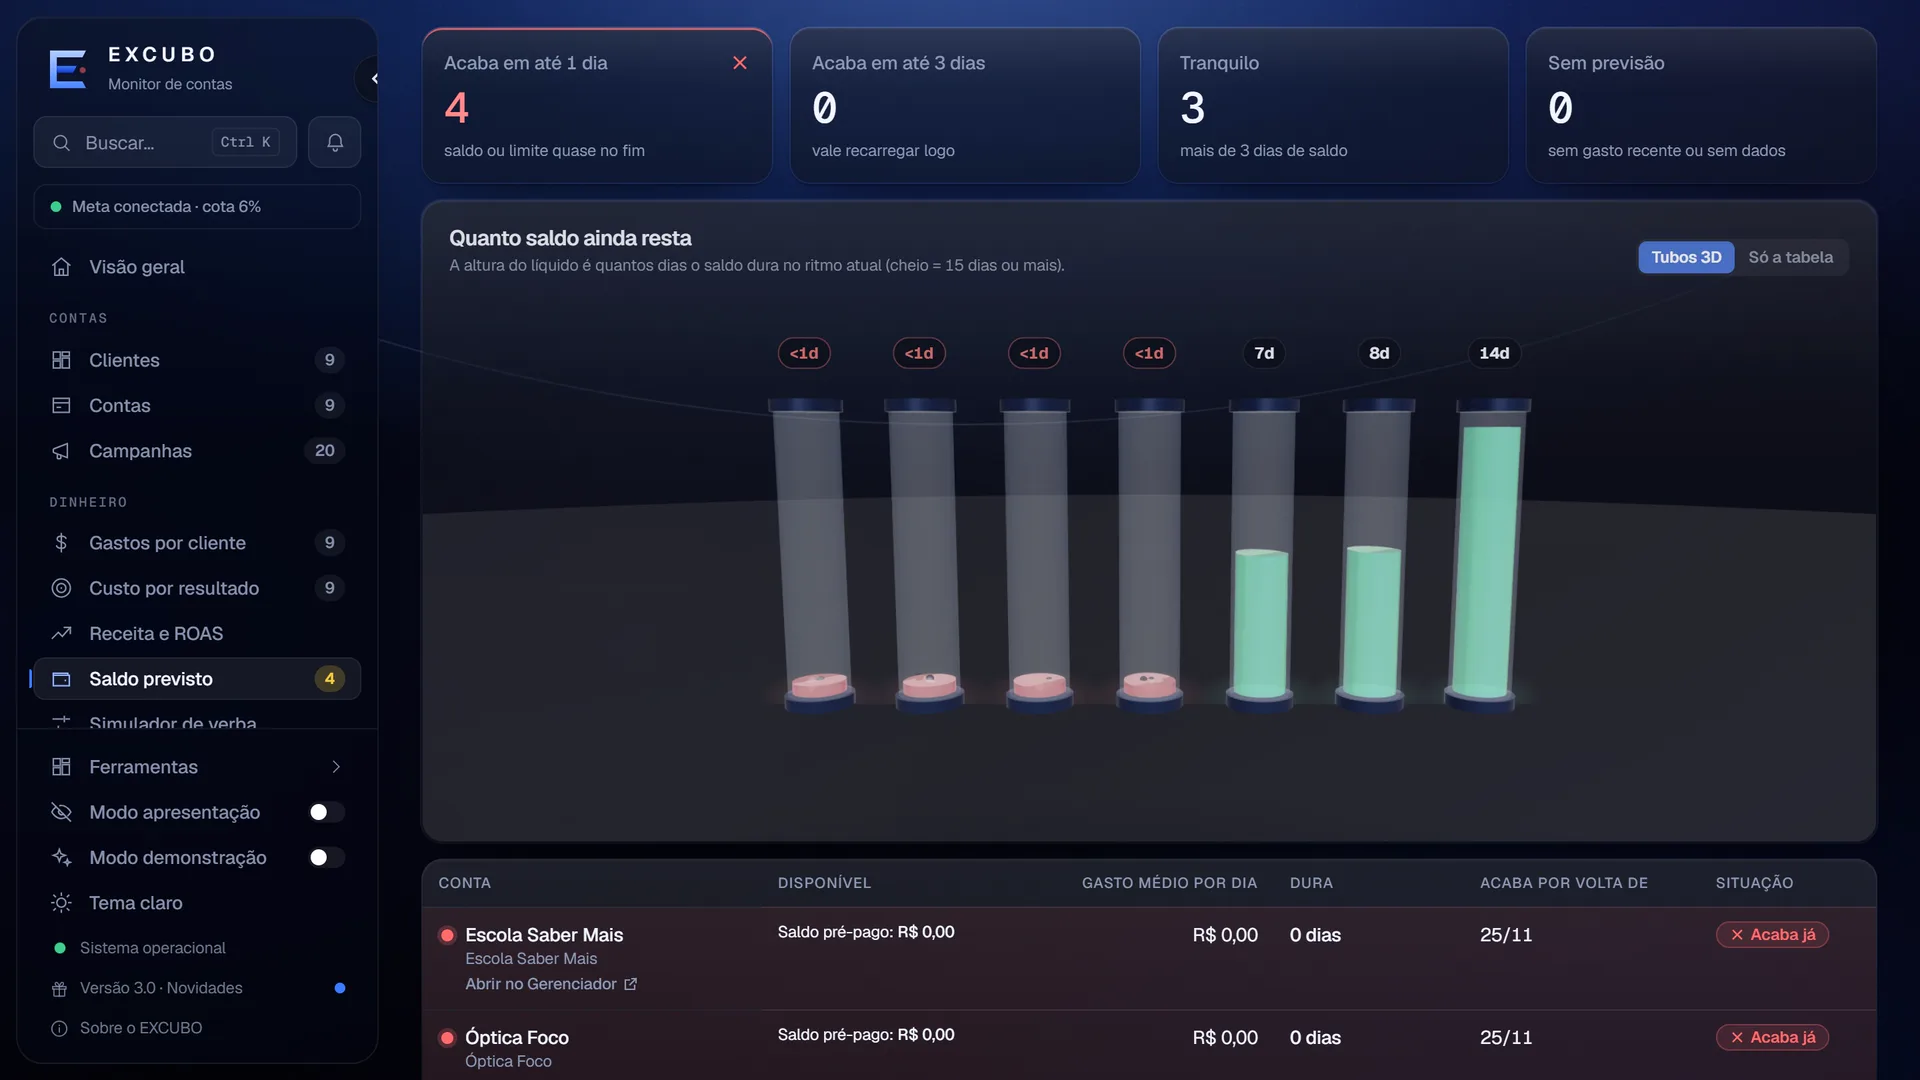 EXCUBO
Monitor de contas
Buscar...
Ctrl K
Meta conectada · cota 6%
Visão geral
CONTAS
Clientes 9
Contas 9
Campanhas 20
DINHEIRO
Gastos por cliente 9
Custo por resultado 9
Receita e ROAS
Saldo previsto 4
Simulador de verba
Ferramentas
Modo apresentação
Modo demonstração
Tema claro
Sistema operacional
Versão 3.0 · Novidades
Sobre o EXCUBO
Acaba em até 1 dia
4
saldo ou limite quase no fim
Acaba em até 3 dias
0
vale recarregar logo
Tranquilo
3
mais de 3 dias de saldo
Sem previsão
0
sem gasto recente ou sem dados
Quanto saldo ainda resta
A altura do líquido é quantos dias o saldo dura no ritmo atual (cheio = 15 dias ou mais).
Tubos 3D
Só a tabela
<1d <1d <1d <1d 7d 8d 14d
CONTA DISPONÍVEL GASTO MÉDIO POR DIA DURA ACABA POR VOLTA DE SITUAÇÃO
Escola Saber Mais Saldo pré-pago: R$ 0,00 R$ 0,00 0 dias 25/11 Acaba já
Escola Saber Mais
Abrir no Gerenciador
Óptica Foco Saldo pré-pago: R$ 0,00 R$ 0,00 0 dias 25/11 Acaba já
Óptica Foco